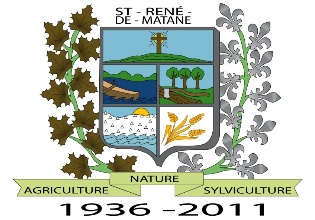 ST - RENÉ -
DE - MATANE
NATURE
AGRICULTURE SYLVICULTURE
1936 - 2011